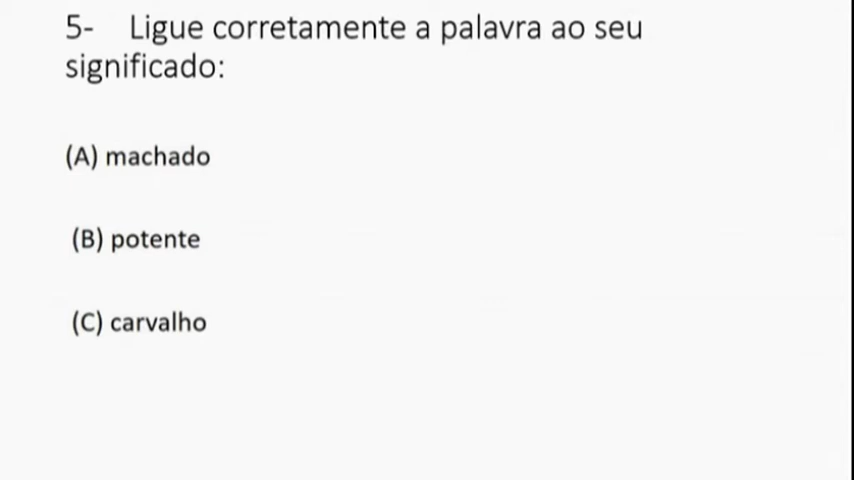 5- Ligue corretamente a palavra ao seu
significado:
(A) machado
(B) potente
(C) carvalho